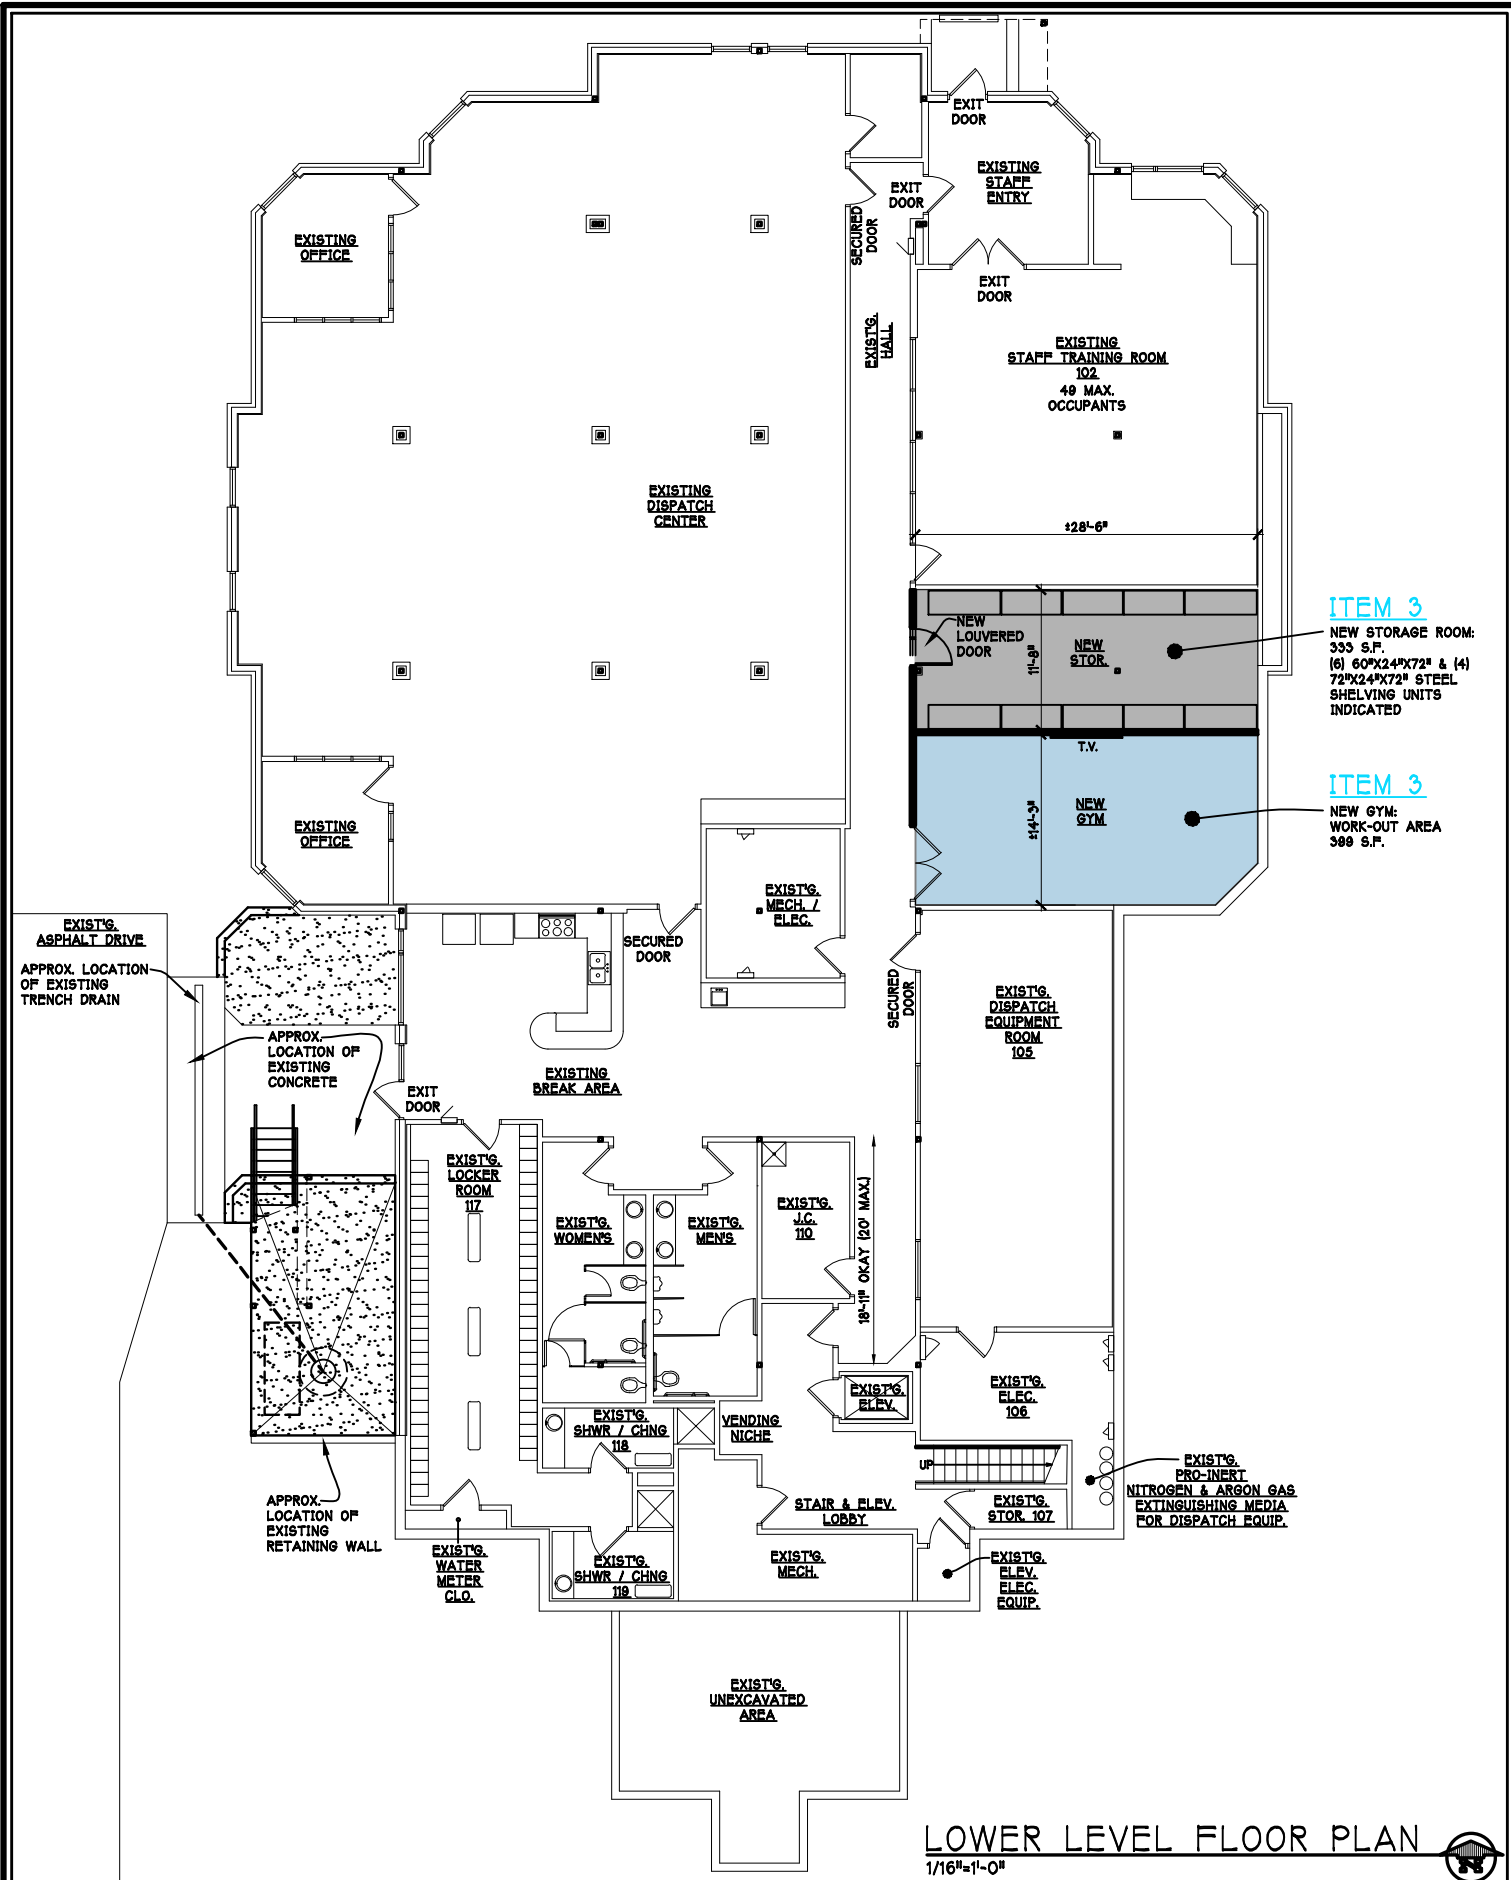 EXIT
DOOR
EXISTING
STAFF
ENTRY
EXIT
DOOR
SECURED
DOOR
EXISTING
OFFICE
EXIT
DOOR
EXIST'G.
HALL
EXISTING
STAFF TRAINING ROOM
102
49 MAX.
OCCUPANTS
EXISTING
DISPATCH
CENTER
±28'-6"
ITEM 3
NEW STORAGE ROOM:
333 S.F.
(6) 60"X24"X72" & (4)
72"X24"X72" STEEL
SHELVING UNITS
INDICATED
NEW
LOUVERED
DOOR
11'-8"
NEW
STOR.
T.V.
ITEM 3
NEW GYM:
WORK-OUT AREA
399 S.F.
NEW
GYM
±14'-3"
EXISTING
OFFICE
EXIST'G.
MECH. /
ELEC.
EXIST'G.
ASPHALT DRIVE
SECURED
DOOR
APPROX. LOCATION
OF EXISTING
TRENCH DRAIN
SECURED
DOOR
EXIST'G.
DISPATCH
EQUIPMENT
ROOM
105
APPROX.
LOCATION OF
EXISTING
CONCRETE
EXISTING
BREAK AREA
EXIT
DOOR
EXIST'G.
LOCKER
ROOM
117
EXIST'G.
WOMEN'S
EXIST'G.
MEN'S
EXIST'G.
J.C.
110
18'-11" OKAY (20' MAX.)
EXIST'G.
ELEV.
EXIST'G.
ELEC.
106
EXIST'G.
SHWR / CHNG
118
VENDING
NICHE
UP
EXIST'G.
PRO-INERT
NITROGEN & ARGON GAS
EXTINGUISHING MEDIA
FOR DISPATCH EQUIP.
APPROX.
LOCATION OF
EXISTING
RETAINING WALL
STAIR & ELEV.
LOBBY
EXIST'G.
STOR. 107
EXIST'G.
WATER
METER
CLO.
EXIST'G.
SHWR / CHNG
119
EXIST'G.
MECH.
EXIST'G.
ELEV.
ELEC.
EQUIP.
EXIST'G.
UNEXCAVATED
AREA
LOWER LEVEL FLOOR PLAN
1/16"=1'-0"
N